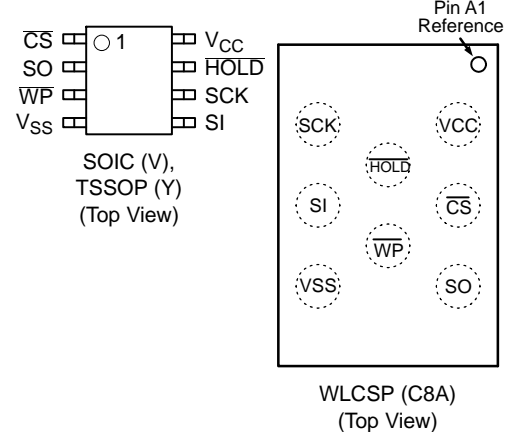 CS
SO
WP
VSS
1
VCC
HOLD
SCK
SI
SOIC (V),
TSSOP (Y)
(Top View)
Pin A1
Reference
SCK VCC
HOLD
SI CS
WP
VSS SO
WLCSP (C8A)
(Top View)